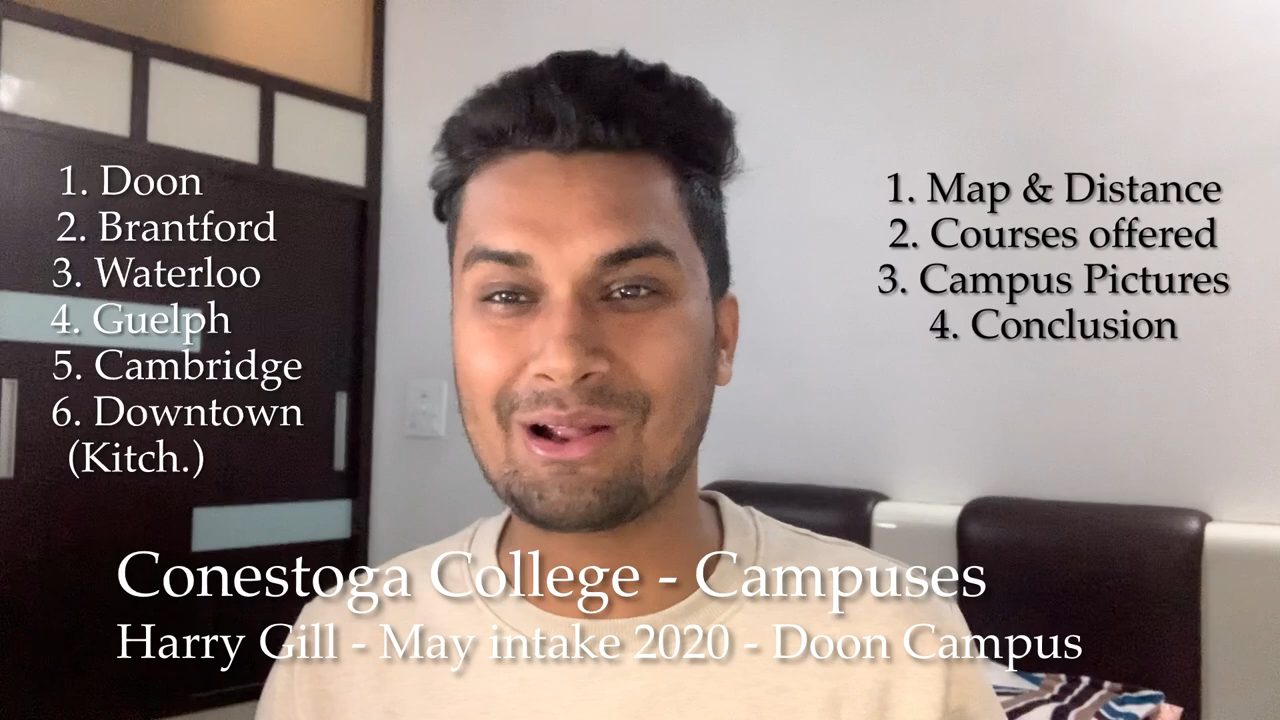 1. Doon
2. Brantford
3. Waterloo
4. Guelph
5. Cambridge
6. Downtown
(Kitch.)
1. Map & Distance
2. Courses offered
3. Campus Pictures
4. Conclusion
Conestoga College - Campuses
Harry Gill - May intake 2020 - Doon Campus